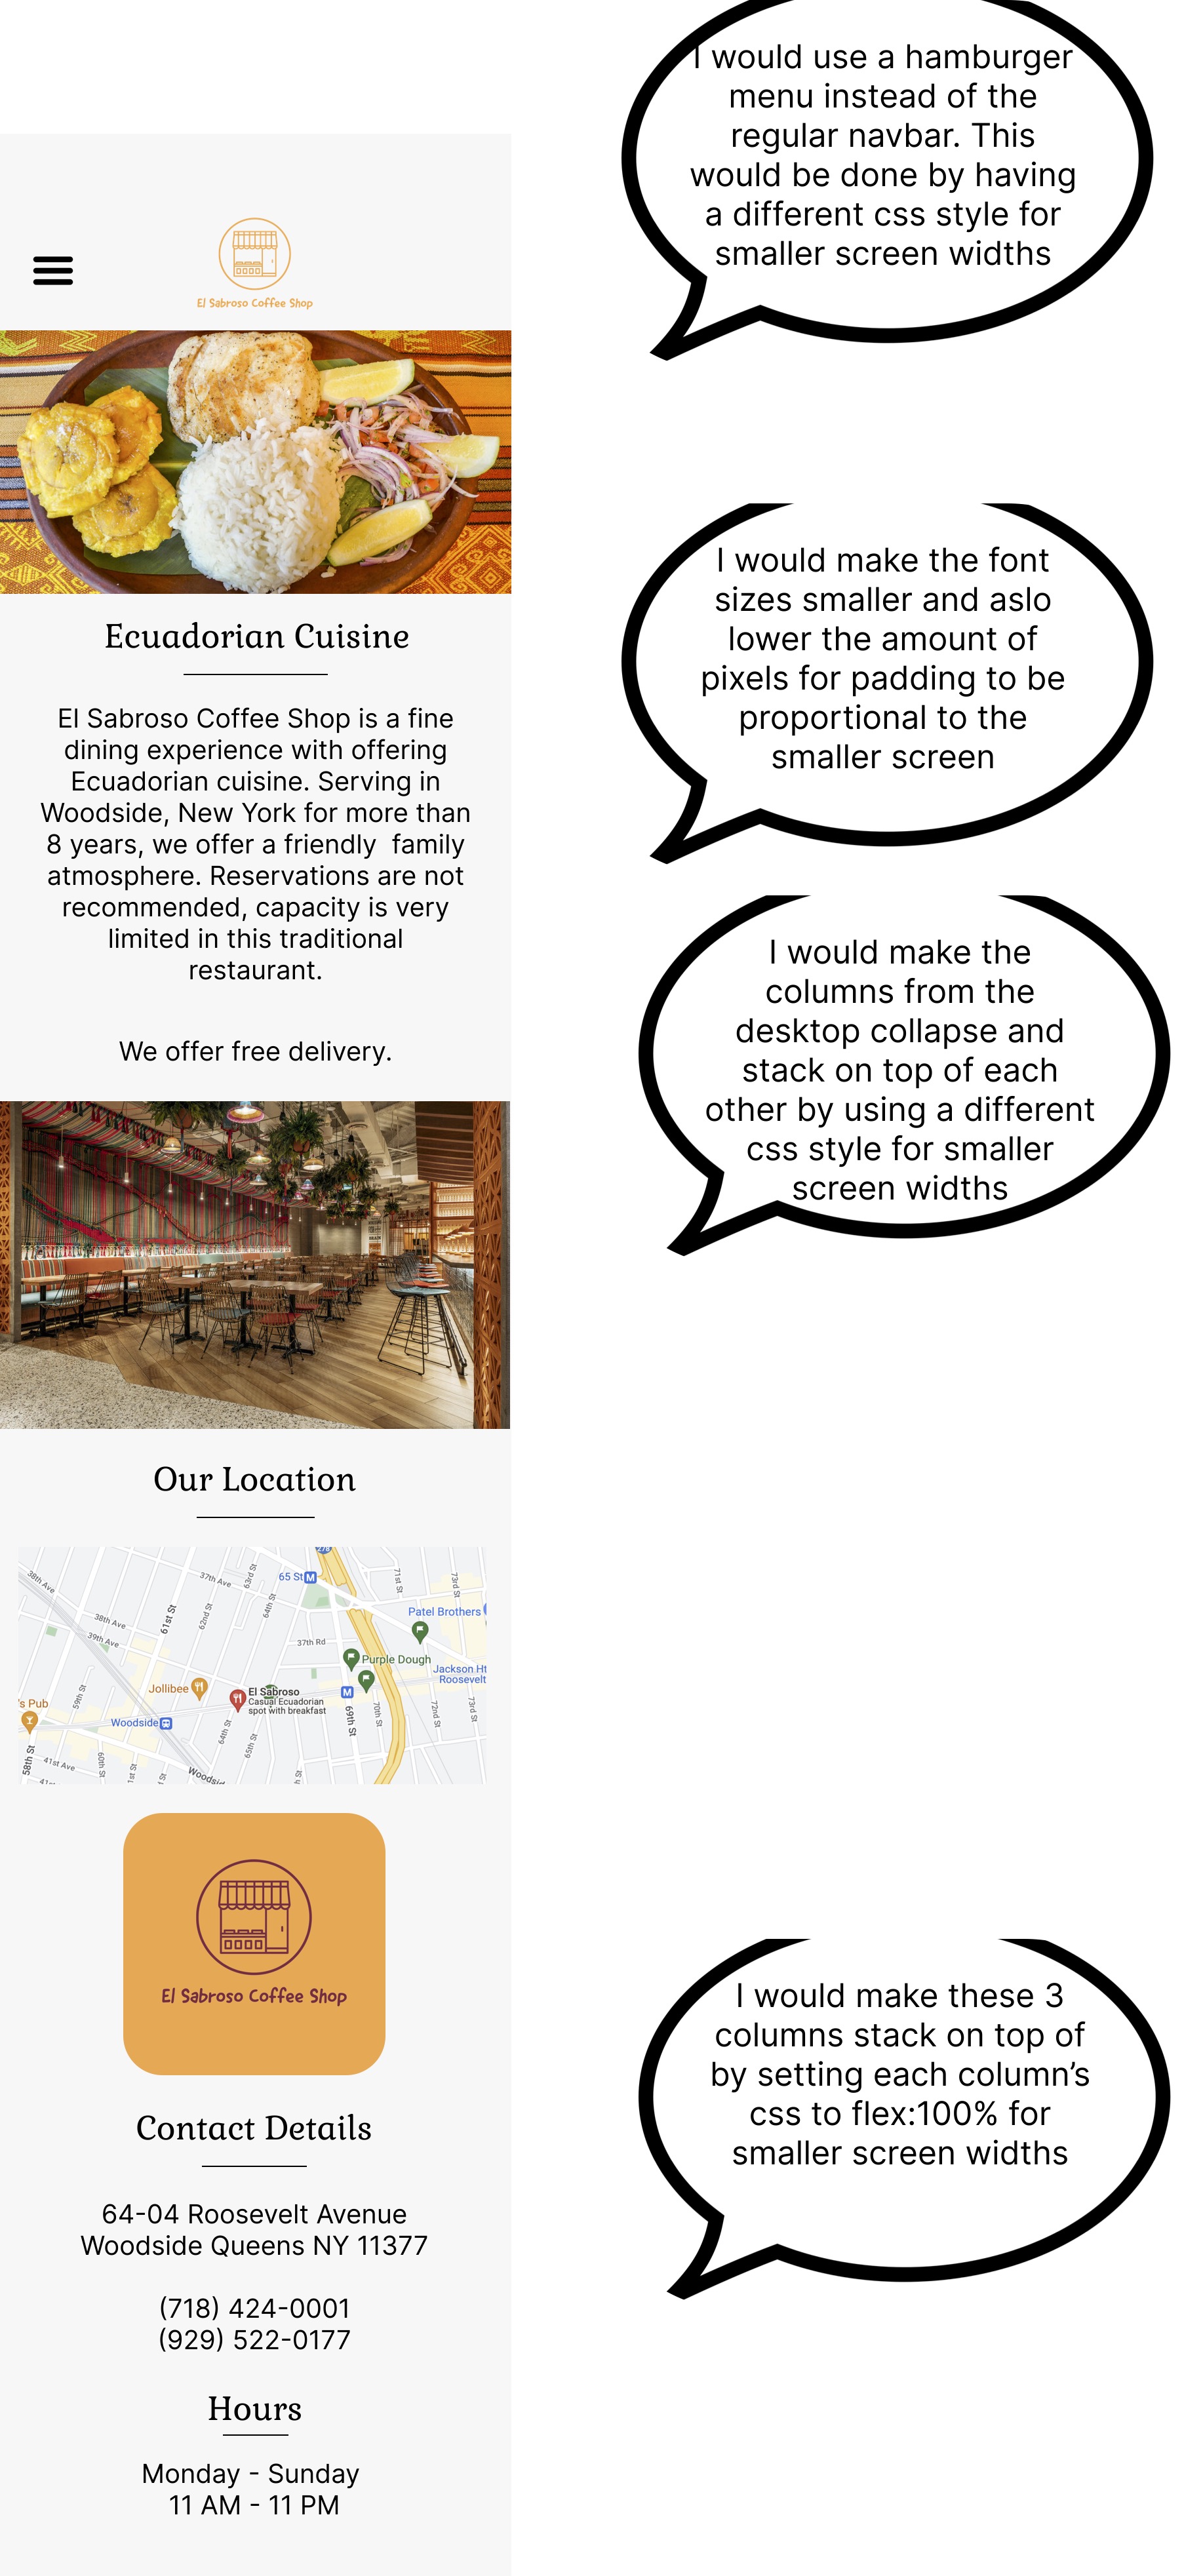 I would use a hamburger
menu instead of the
regular navbar. This
would be done by having
a different css style for
smaller screen widths
El Sabroso Coffee Shop
I would make the font
sizes smaller and aslo
lower the amount of
pixels for padding to be
proportional to the
smaller screen
Ecuadorian Cuisine
El Sabroso Coffee Shop is a fine
dining experience with offering
Ecuadorian cuisine. Serving in
Woodside, New York for more than
8 years, we offer a friendly  family
atmosphere. Reservations are not
recommended, capacity is very
limited in this traditional
restaurant.
We offer free delivery.
I would make the
columns from the
desktop collapse and
stack on top of each
other by using a different
css style for smaller
screen widths
Our Location
278
38th Ave
37th Ave
63rd St
65 St M
71st St
73rd St
61st St
62nd St
64th St
Patel Brothers
38th Ave
39th Ave
37th Rd
Purple Dough
Jackson Ht
Roosevelt
Jollibee
El Sabroso
Casual Ecuadorian
spot with breakfast
M
's Pub
59th St
Woodside
64th St
65th St
69th St
70th St
72nd St
73rd St
58th St
41st Ave
60th St
1st St
Woodsid
41st
h St
El Sabroso Coffee Shop
I would make these 3
columns stack on top of
by setting each column's
css to flex:100% for
smaller screen widths
Contact Details
64-04 Roosevelt Avenue
Woodside Queens NY 11377
(718) 424-0001
(929) 522-0177
Hours
Monday - Sunday
11 AM - 11 PM